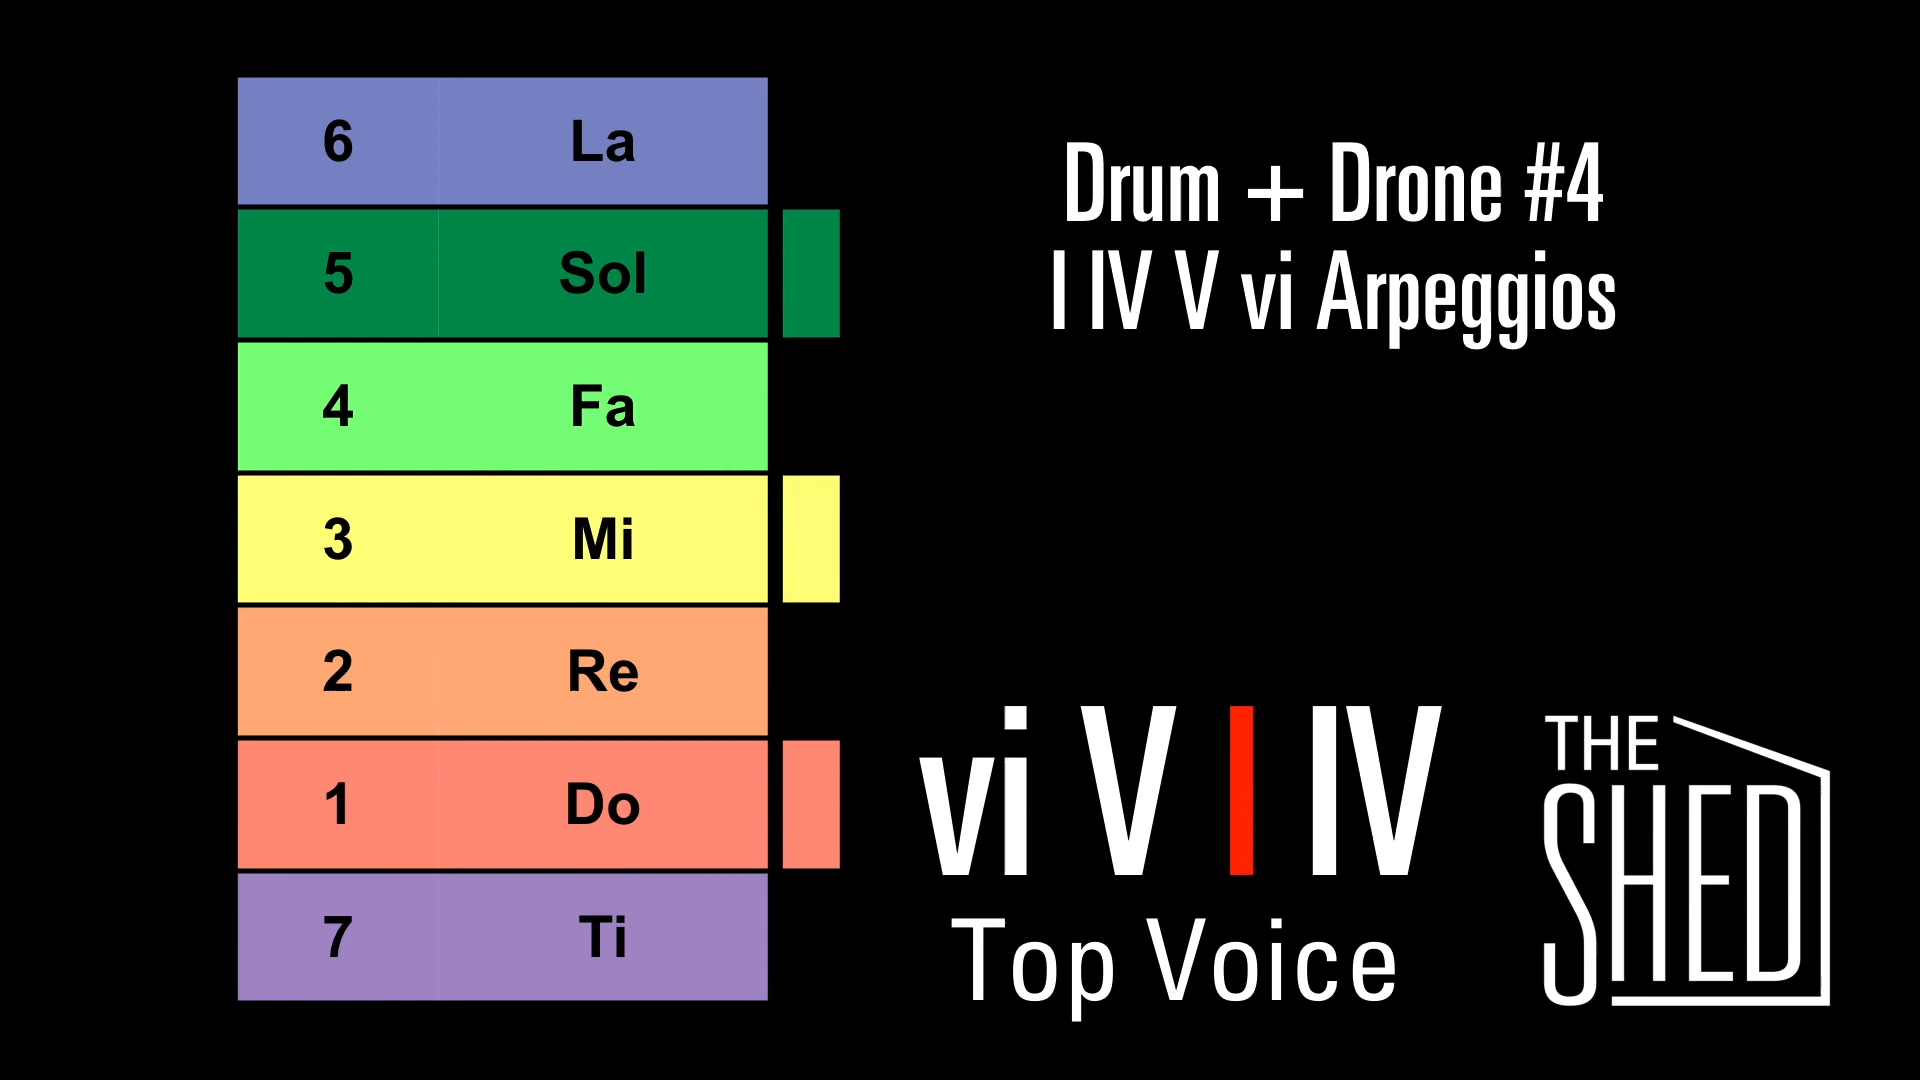 6 La
5 Sol
4 Fa
3 Mi
2 Re
1 Do
7 Ti
Drum + Drone #4
I IV V vi Arpeggios
vi V I IV
Top Voice
THE
SHED